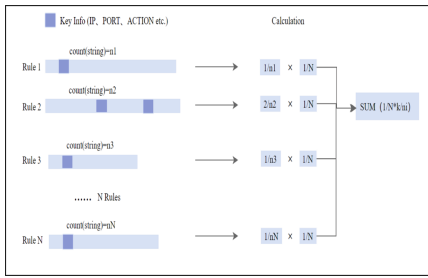 Key Info (IP, PORT、ACTION etc.)
Calculation
count(string)=n1
Rule 1
1/n1 × 1/N
count(string)=n2
Rule 2
2/n2 × 1/N
SUM (1/N*k/ni)
count(string)=n3
Rule 3
1/n3 × 1/N
...... N Rules
count(string)=nN
Rule N
1/nN × 1/N